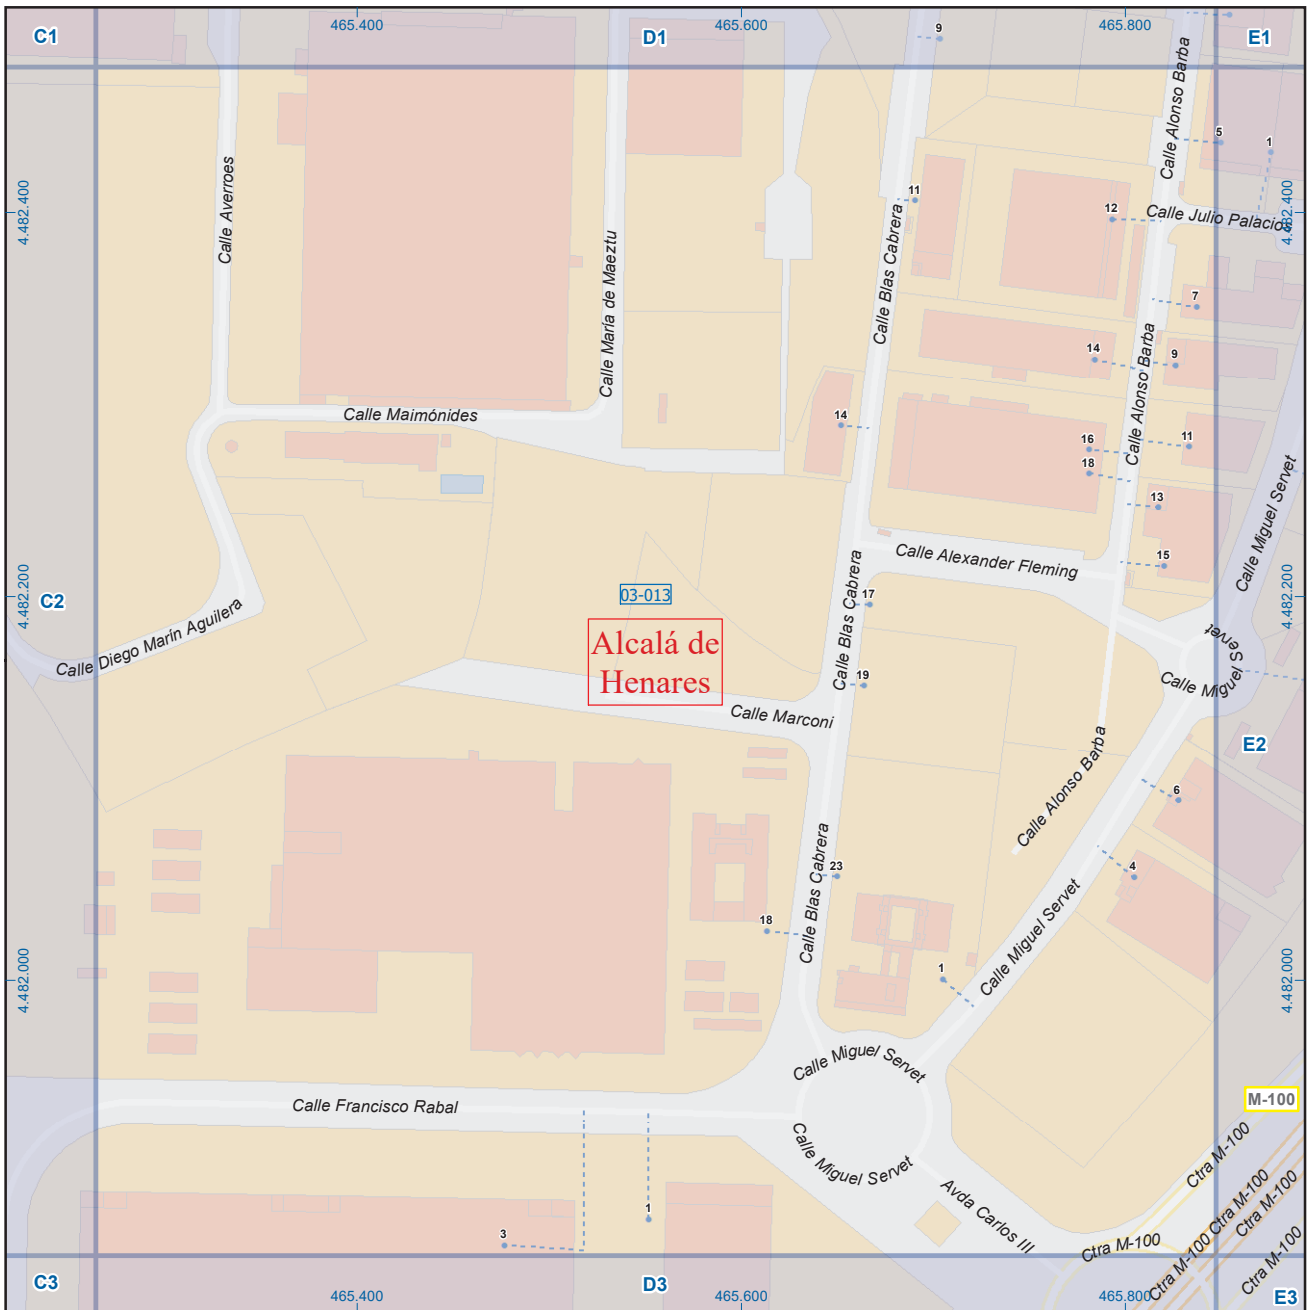 465.400
465.600
465.800
C1
D1
E1
9
Calle Alonso Barba
5
1
Calle Averroes
4.482.400
11
12
Calle Julio Palacios
4.482.400
Calle María de Maeztu
Calle Blas Cabrera
7
14
9
Calle Alonso Barba
Calle Maimónides
14
16
11
18
Calle Miguel Servet
13
Calle Alexander Fleming
15
4.482.200
C2
03-013
Calle Blas Cabrera
17
4.482.200
Calle Diego Marín Aguilera
Alcalá de
Henares
Calle Miguel Servet
19
Calle Marconi
Calle Alonso Barba
E2
6
Calle Blas Cabrera
23
4
18
Calle Miguel Servet
1
4.482.000
4.482.000
Calle Miguel Servet
Calle Francisco Rabal
M-100
Calle Miguel Servet
Ctra M-100
Avda Carlos III
1
3
Ctra M-100
Ctra M-100
Ctra M-100
Ctra M-100
Ctra M-100
C3
D3
E3
465.400
465.600
465.800